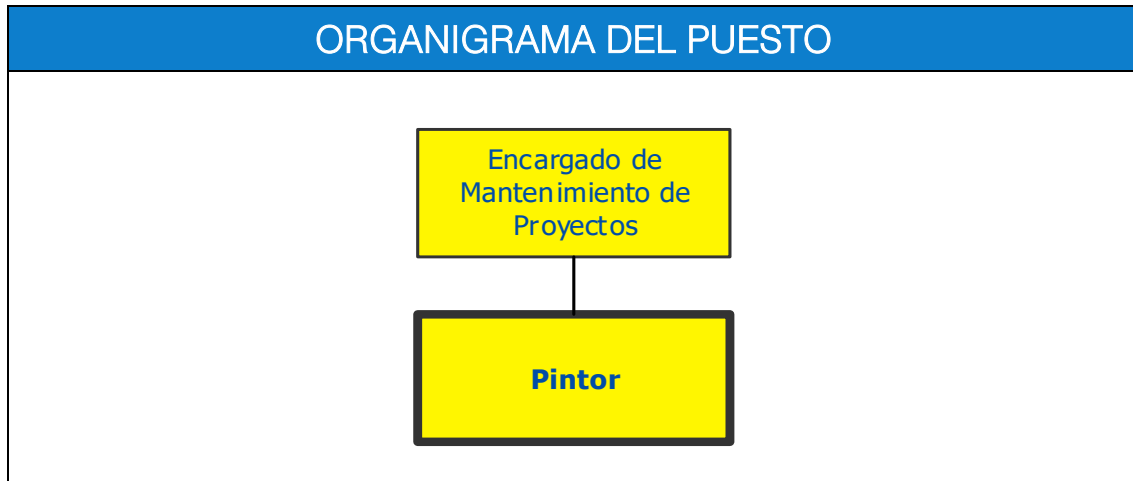 ORGANIGRAMA DEL PUESTO
Encargado de
Mantenimiento de
Proyectos
Pintor